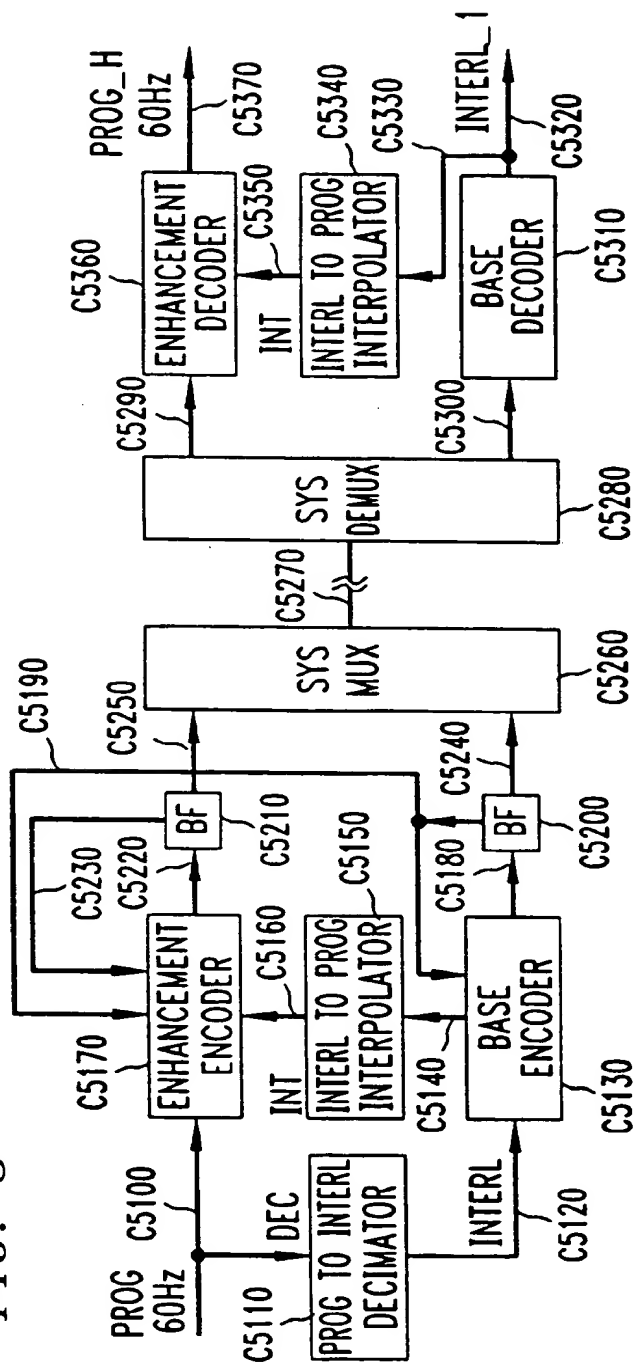 FIG.
PROG
60Hz
C5100
DEC
C5110
PROG TO INTERL
DECIMATOR
INTERL
C5120
C5170
ENHANCEMENT
ENCODER
C5160
INT
INTERL TO PROG
INTERPOLATOR
C5150
C5140
BASE
ENCODER
C5130
C5190
C5230
C5220
BF
C5210
C5250
C5180
BF
C5200
C5240
SYS
MUX
C5260
C5270
SYS
DEMUX
C5280
C5290
C5300
C5360
ENHANCEMENT
DECODER
PROG_H
60Hz
C5370
C5350
INT
INTERL TO PROG
INTERPOLATOR
C5340
C5330
BASE
DECODER
C5310
INTERL_1
C5320